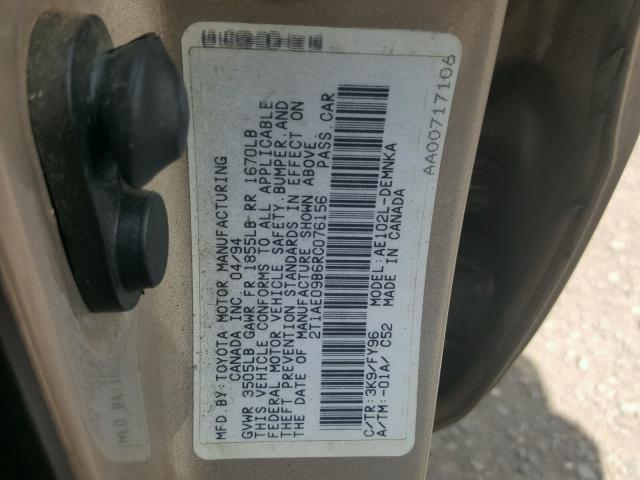 MFD. BY: TOYOTA MOTOR MANUFACTURING
CANADA INC. 04/94
GVWR 3505LB GAWR FR 1855LB RR 1670LB
THIS VEHICLE CONFORMS TO ALL APPLICABLE
FEDERAL MOTOR VEHICLE SAFETY, BUMPER, AND
THEFT PREVENTION STANDARDS IN EFFECT ON
THE DATE OF MANUFACTURE SHOWN ABOVE.
2T1AE09B6RC076156 PASS. CAR
C/TR: 3K9/FY96 MODEL: AE102L-DEMNKA
A/TM: -01A/ C52 MADE IN CANADA
AA00717106